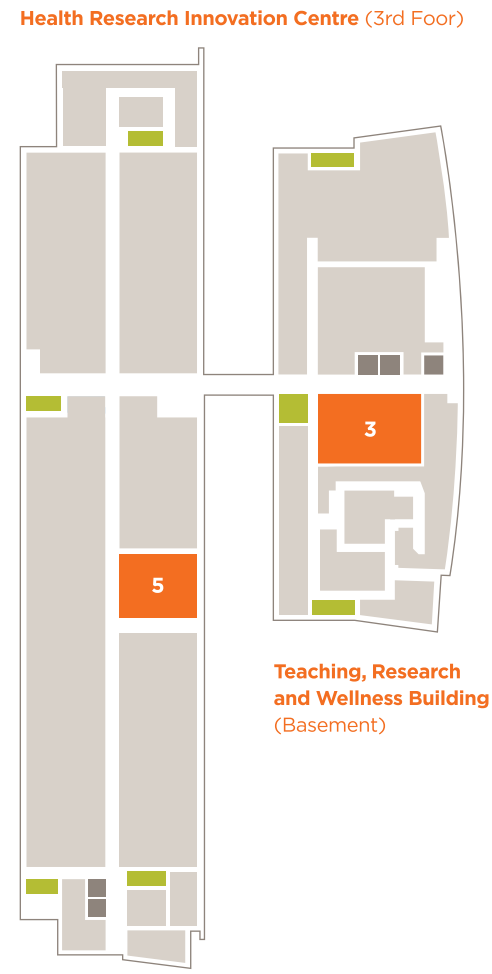 Health Research Innovation Centre (3rd Foor)
3
5
Teaching, Research
and Wellness Building
(Basement)